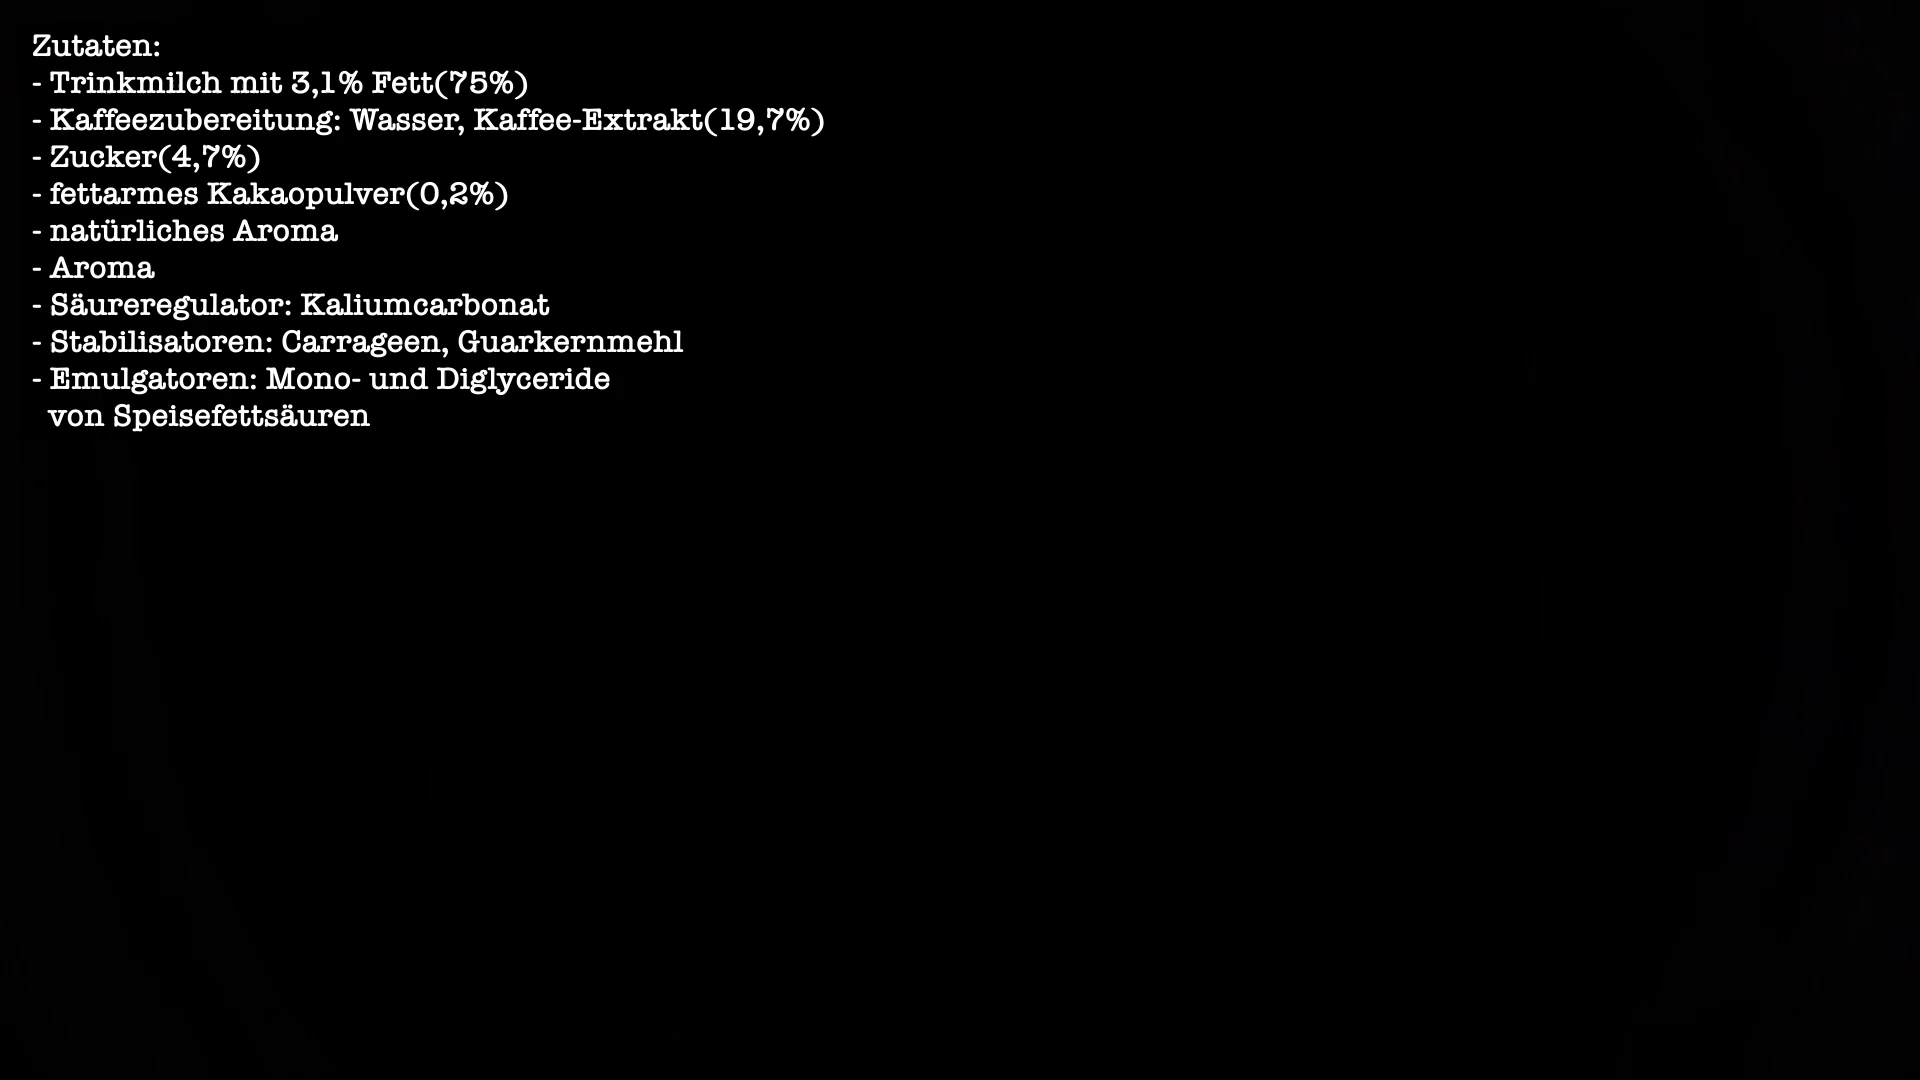 Zutaten:
- Trinkmilch mit 3,1% Fett(75%)
- Kaffeezubereitung: Wasser, Kaffee-Extrakt(19,7%)
- Zucker(4,7%)
- fettarmes Kakaopulver(0,2%)
- natürliches Aroma
- Aroma
- Säureregulator: Kaliumcarbonat
- Stabilisatoren: Carrageen, Guarkernmehl
- Emulgatoren: Mono- und Diglyceride
von Speisefettsäuren